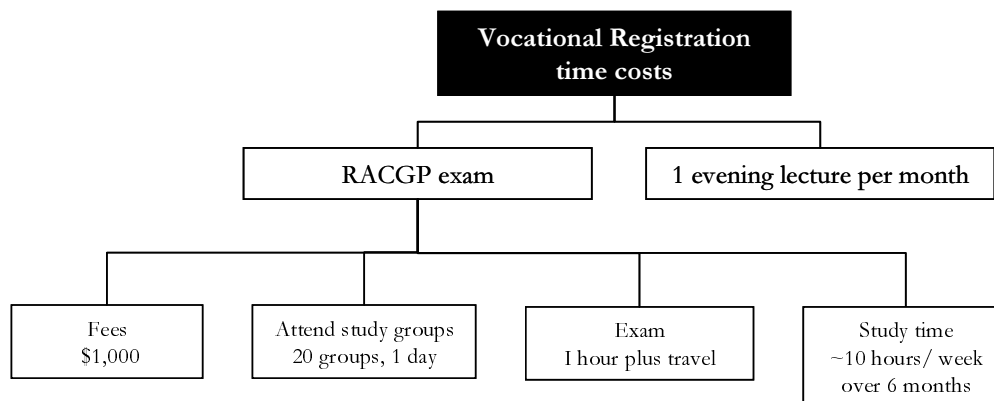 Vocational Registration
time costs
RACGP exam
1 evening lecture per month
Fees
$1,000
Attend study groups
20 groups, 1 day
Exam
I hour plus travel
Study time
~10 hours/ week
over 6 months